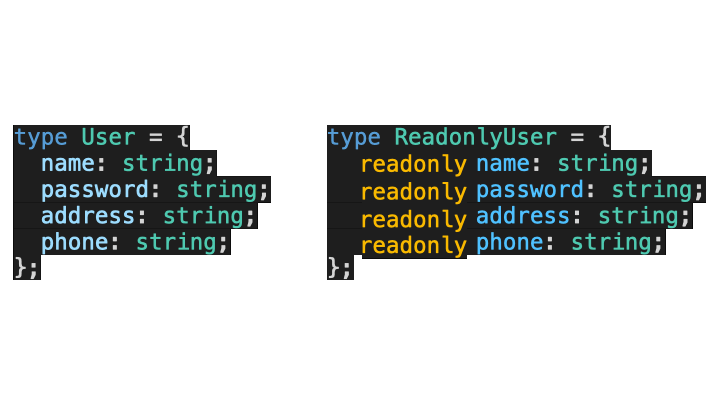 type User = {
name: string;
password: string;
address: string;
phone: string;
};
type ReadonlyUser = {
readonly name: string;
readonly password: string;
readonly address: string;
readonly phone: string;
};